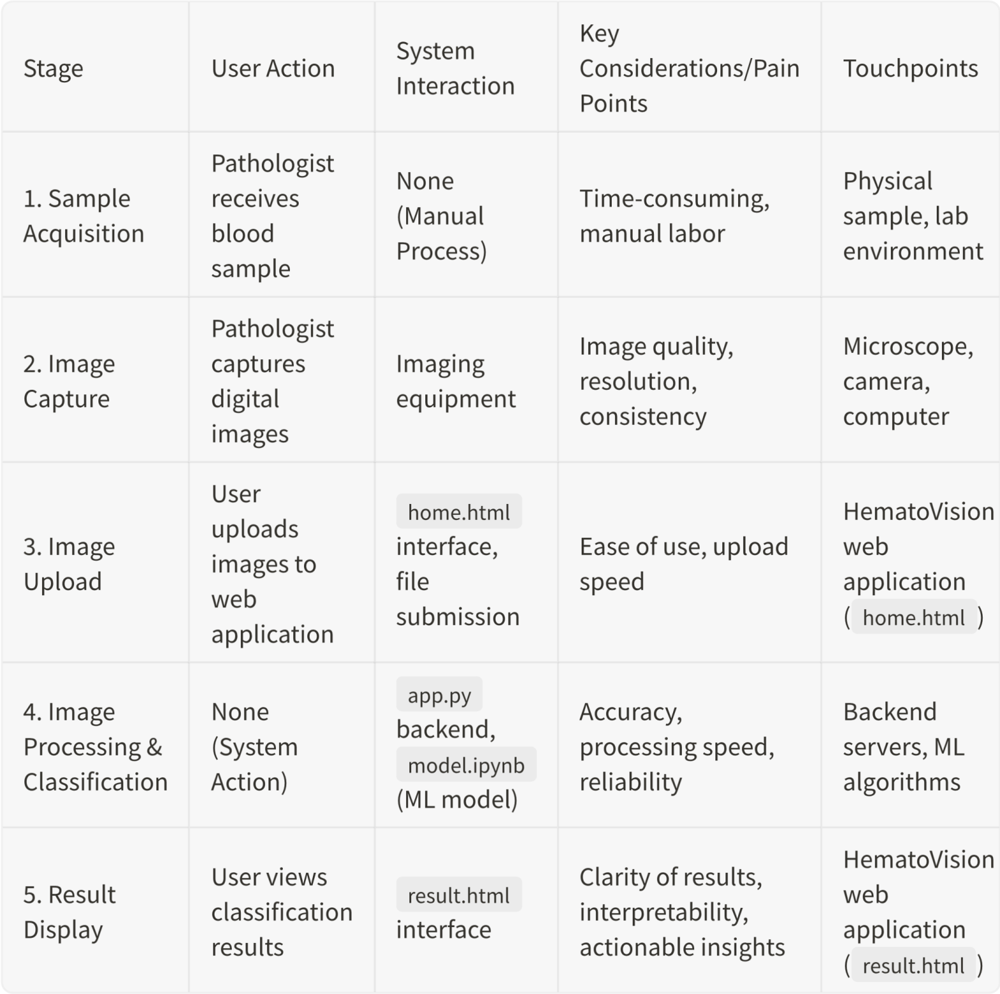 Stage
User Action
System
Interaction
Key
Considerations/Pain
Points
Touchpoints
1. Sample
Acquisition
Pathologist
receives
blood
sample
None
(Manual
Process)
Time-consuming,
manual labor
Physical
sample, lab
environment
2. Image
Capture
Pathologist
captures
digital
images
Imaging
equipment
Image quality,
resolution,
consistency
Microscope,
camera,
computer
3. Image
Upload
User
uploads
images to
web
application
home.html
interface,
file
submission
Ease of use, upload
speed
HematoVision
web
application
( home.html )
4. Image
Processing &
Classification
None
(System
Action)
app.py
backend,
model.ipynb
(ML model)
Accuracy,
processing speed,
reliability
Backend
servers, ML
algorithms
5. Result
Display
User views
classification
results
result.html
interface
Clarity of results,
interpretability,
actionable insights
HematoVision
web
application
( result.html )